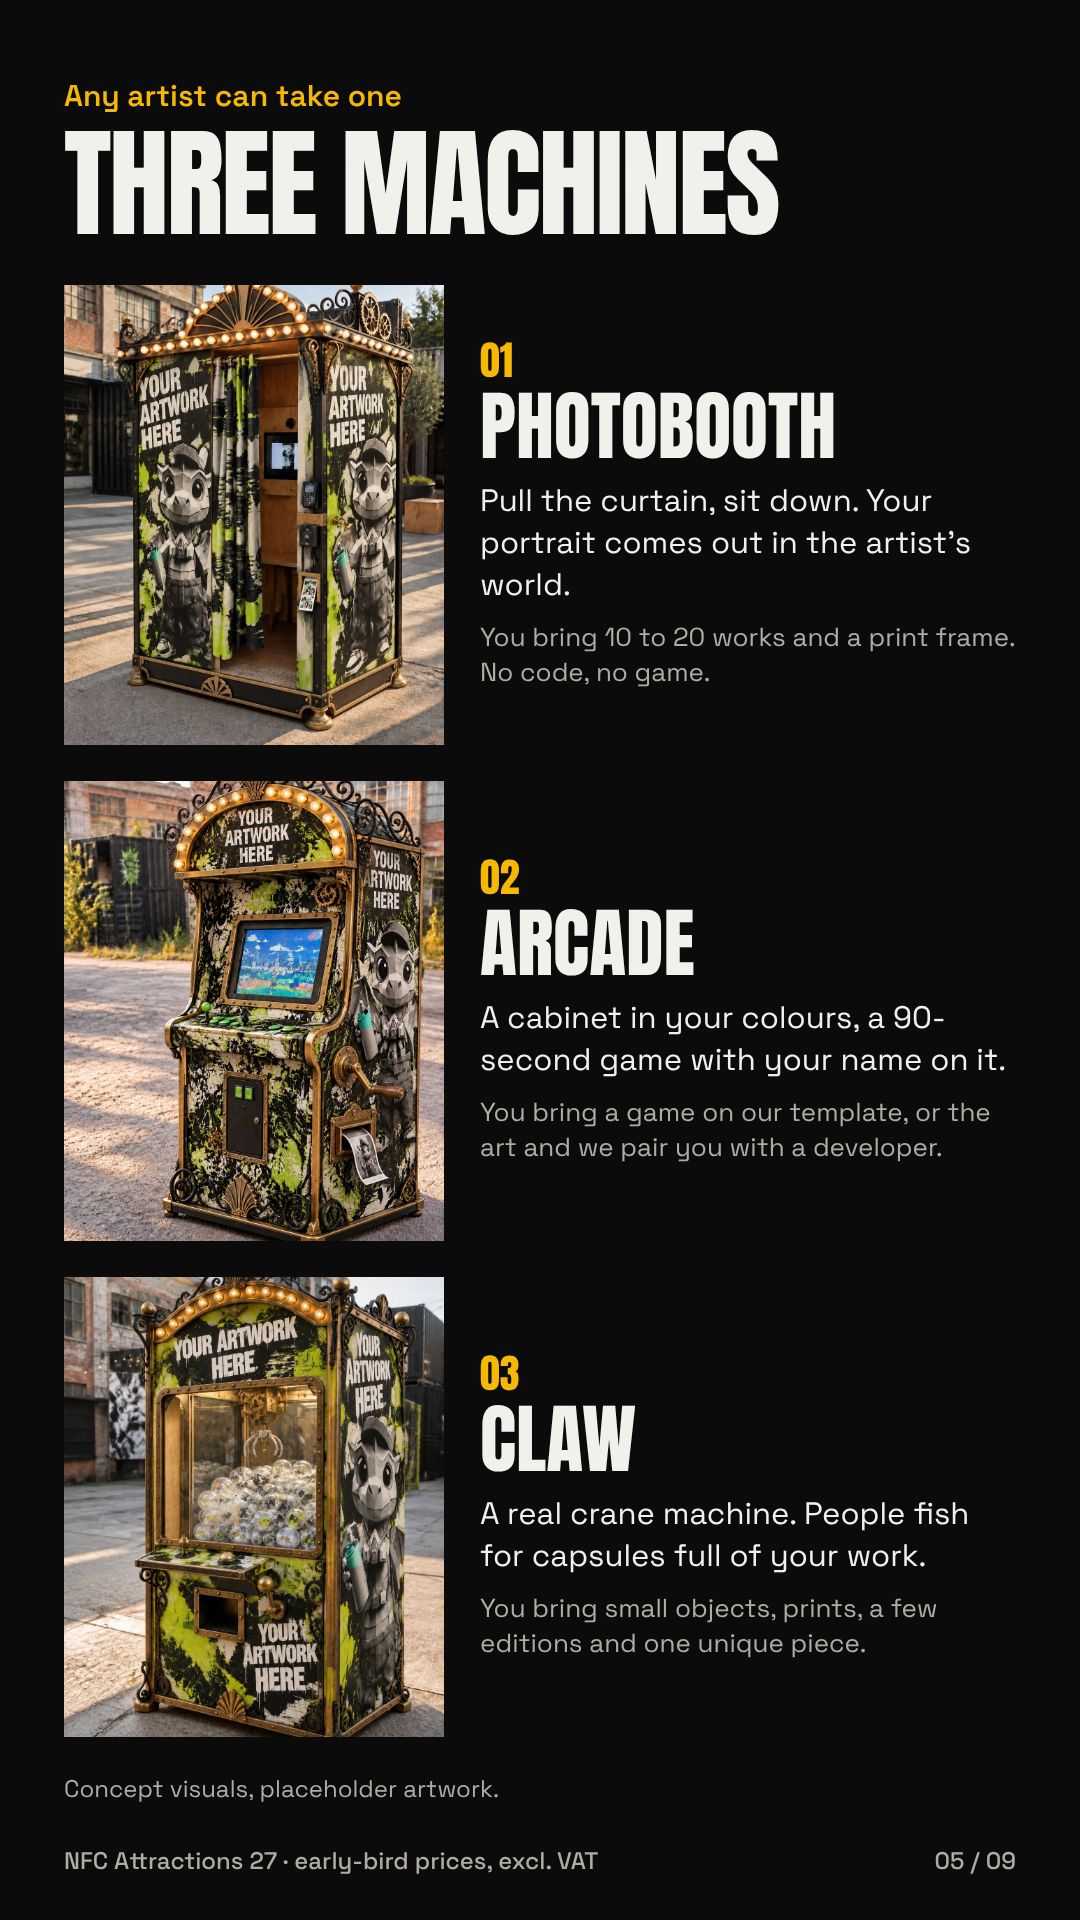 Any artist can take one
THREE MACHINES
YOUR
ARTWORK
HERE
YOUR
ARTWORK
HERE
01
PHOTOBOOTH
Pull the curtain, sit down. Your
portrait comes out in the artist’s
world.
You bring 10 to 20 works and a print frame.
No code, no game.
YOUR
ARTWORK
HERE
YOUR
ARTWORK
HERE
02
ARCADE
A cabinet in your colours, a 90-
second game with your name on it.
You bring a game on our template, or the
art and we pair you with a developer.
YOUR ARTWORK
HERE
YOUR
ARTWORK
HERE
YOUR
ARTWORK
HERE
03
CLAW
A real crane machine. People fish
for capsules full of your work.
You bring small objects, prints, a few
editions and one unique piece.
Concept visuals, placeholder artwork.
NFC Attractions 27 · early-bird prices, excl. VAT
05 / 09